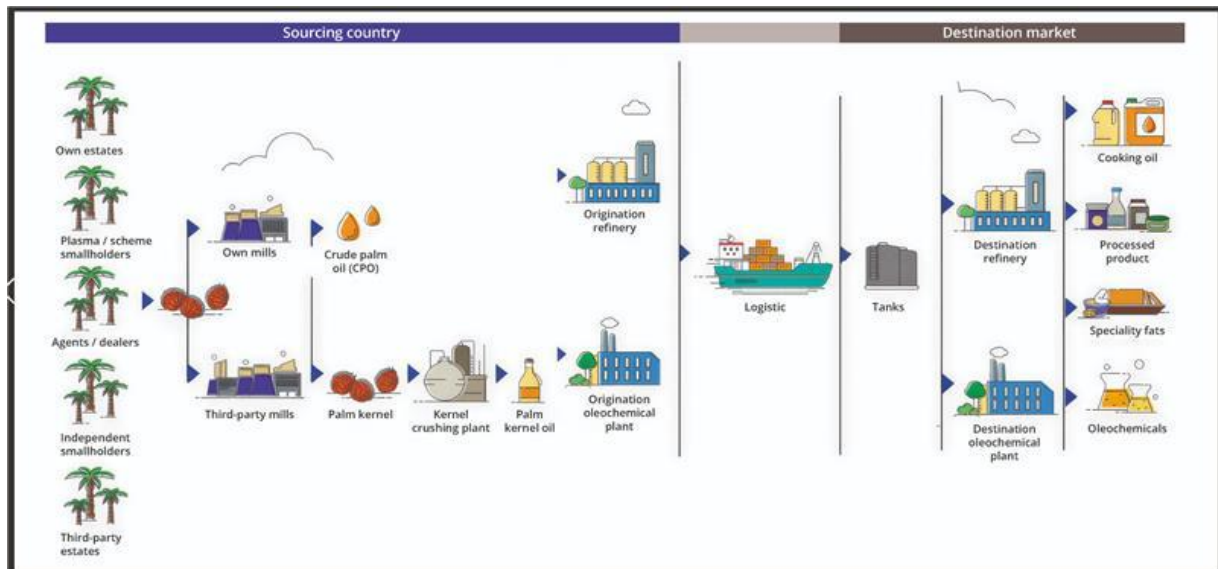 Sourcing country
Destination market
Own estates
Plasma / scheme
smallholders
Agents / dealers
Independent
smallholders
Third-party
estates
Own mills
Third-party mills
Crude palm
oil (CPO)
Palm kernel
Kernel
crushing plant
Palm
kernel oil
Origination
refinery
Origination
oleochemical
plant
Logistic
Tanks
Destination
refinery
Destination
oleochemical
plant
Cooking oil
Processed
product
Speciality fats
Oleochemicals